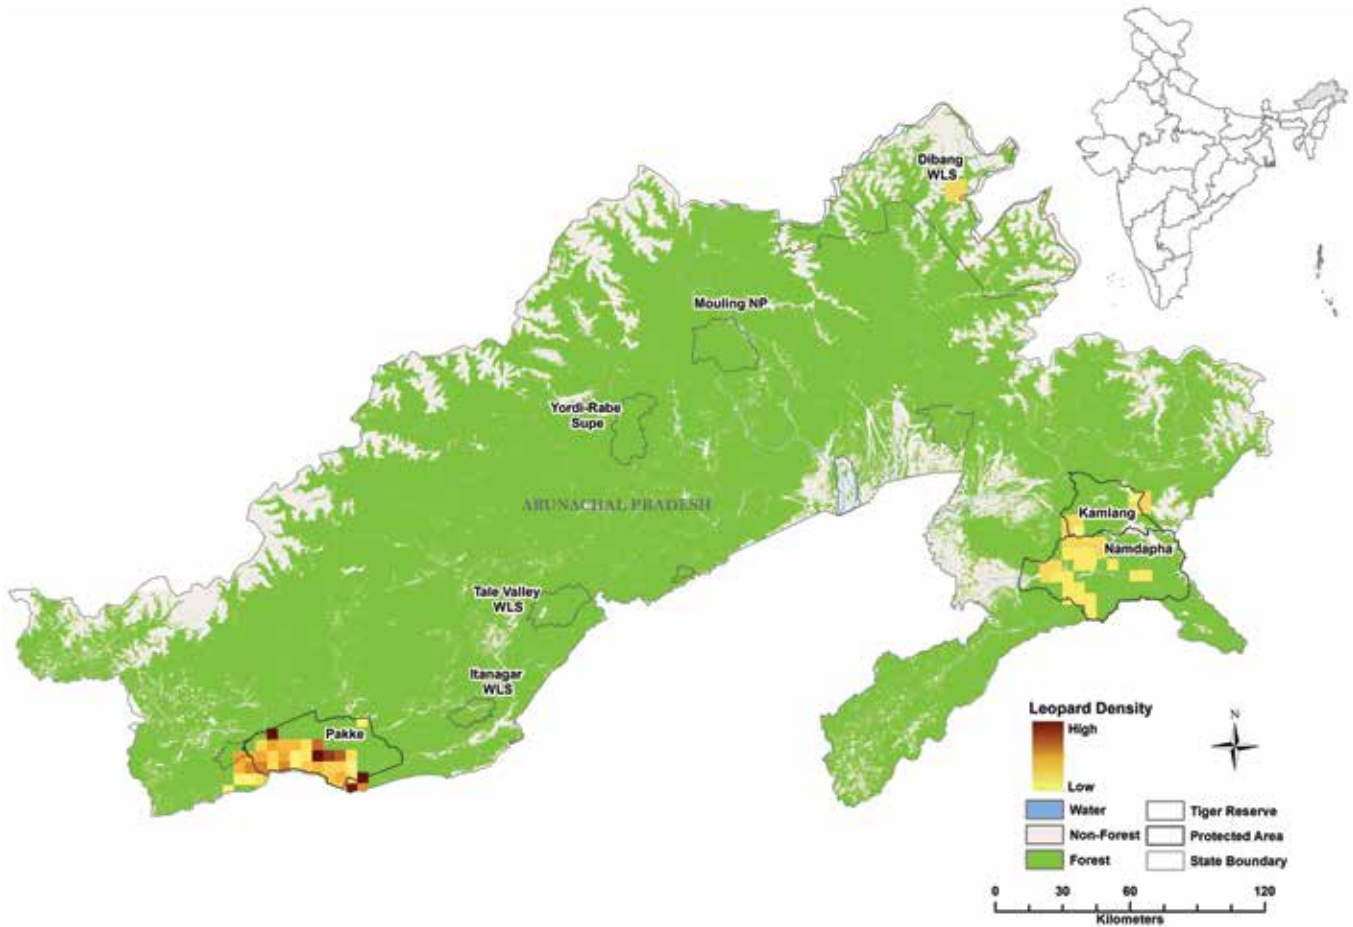 Dibang
WLS
Mouling NP
Yordi-Rabe
Supe
ARUNACHAL PRADESH
Kamlang
Namdapha
Tale Valley
WLS
Itanagar
WLS
Pakke
Leopard Density
High
Low
Water
Non-Forest
Forest
Tiger Reserve
Protected Area
State Boundary
N
0 30 60 120
Kilometers